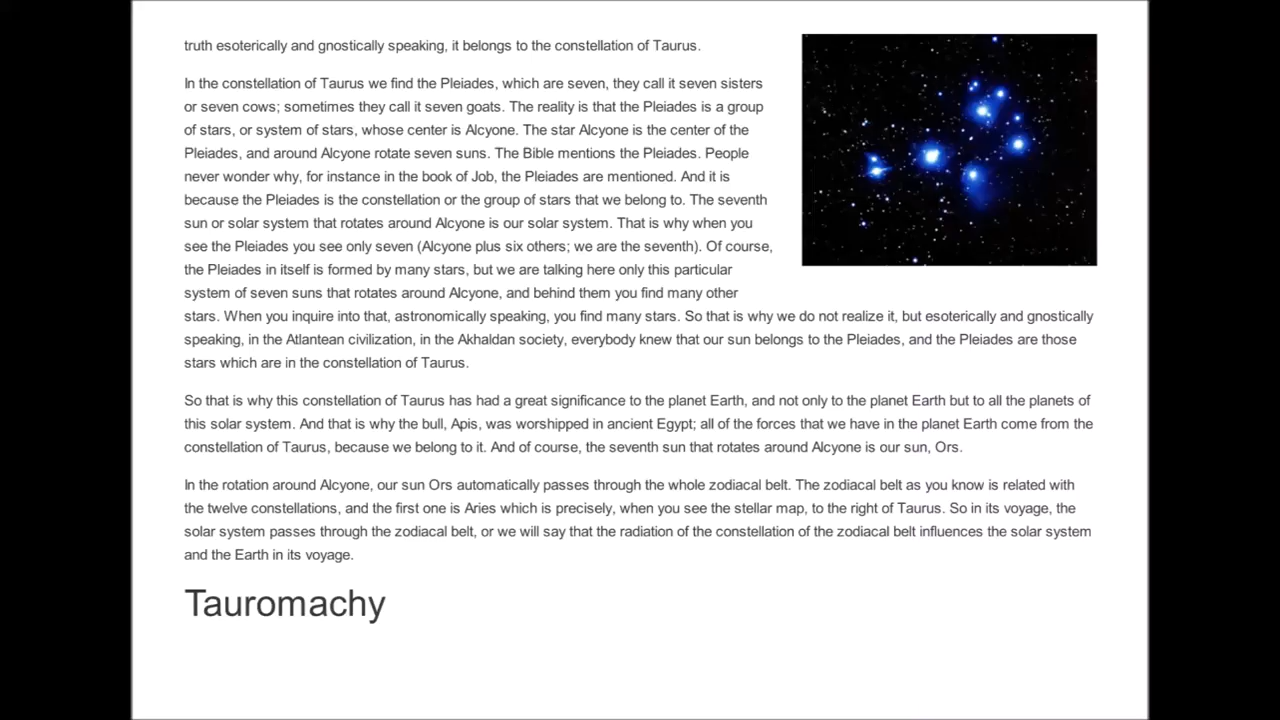 truth esoterically and gnostically speaking, it belongs to the constellation of Taurus.
In the constellation of Taurus we find the Pleiades, which are seven, they call it seven sisters
or seven cows; sometimes they call it seven goats. The reality is that the Pleiades is a group
of stars, or system of stars, whose center is Alcyone. The star Alcyone is the center of the
Pleiades, and around Alcyone rotate seven suns. The Bible mentions the Pleiades. People
never wonder why, for instance in the book of Job, the Pleiades are mentioned. And it is
because the Pleiades is the constellation or the group of stars that we belong to. The seventh
sun or solar system that rotates around Alcyone is our solar system. That is why when you
see the Pleiades you see only seven (Alcyone plus six others; we are the seventh). Of course,
the Pleiades in itself is formed by many stars, but we are talking here only this particular
system of seven suns that rotates around Alcyone, and behind them you find many other
stars. When you inquire into that, astronomically speaking, you find many stars. So that is why we do not realize it, but esoterically and gnostically
speaking, in the Atlantean civilization, in the Akhaldan society, everybody knew that our sun belongs to the Pleiades, and the Pleiades are those
stars which are in the constellation of Taurus.
So that is why this constellation of Taurus has had a great significance to the planet Earth, and not only to the planet Earth but to all the planets of
this solar system. And that is why the bull, Apis, was worshipped in ancient Egypt; all of the forces that we have in the planet Earth come from the
constellation of Taurus, because we belong to it. And of course, the seventh sun that rotates around Alcyone is our sun, Ors.
In the rotation around Alcyone, our sun Ors automatically passes through the whole zodiacal belt. The zodiacal belt as you know is related with
the twelve constellations, and the first one is Aries which is precisely, when you see the stellar map, to the right of Taurus. So in its voyage, the
solar system passes through the zodiacal belt, or we will say that the radiation of the constellation of the zodiacal belt influences the solar system
and the Earth in its voyage.
Tauromachy